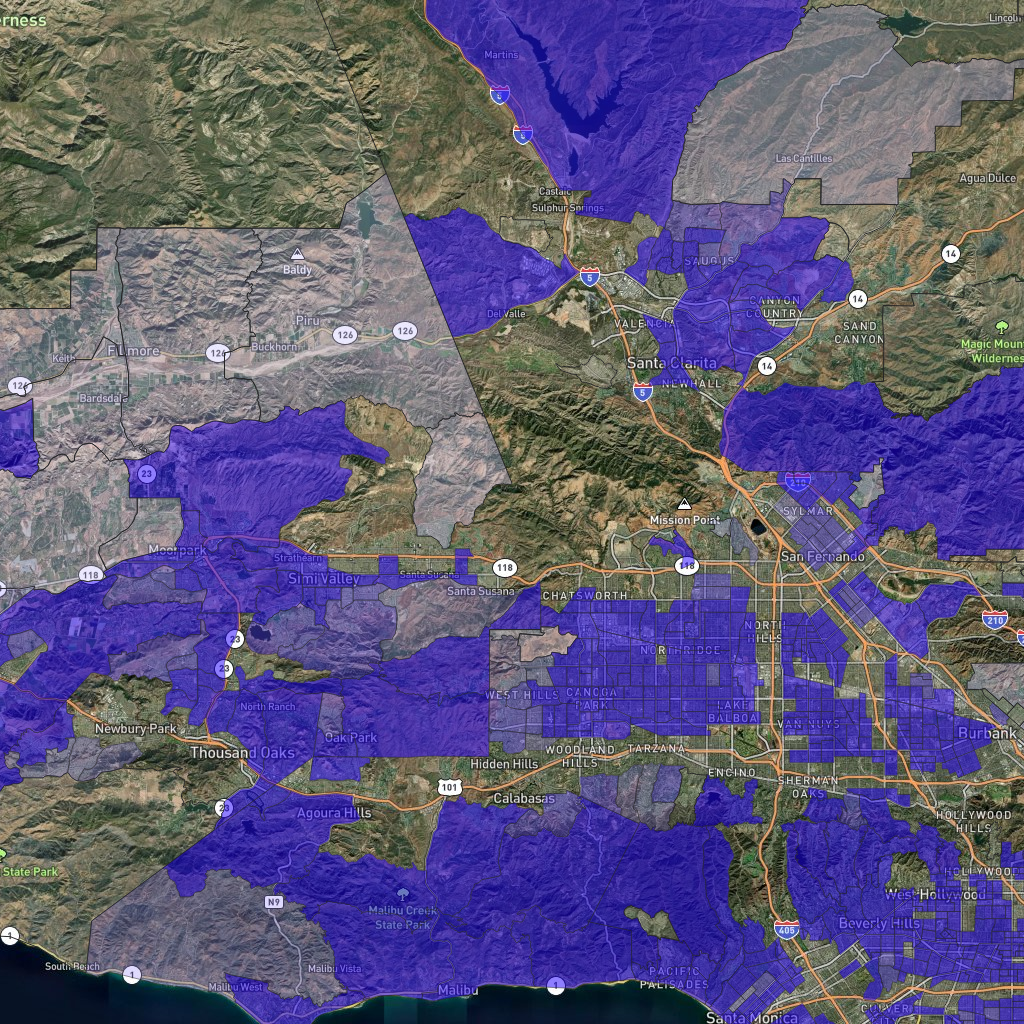 erness
Lincoln
Martins
5
5
Las Cantilles
Agua Dulce
Castaic
Sulphur Springs
14
Baldy
SAUGUS
5
CANYON
COUNTRY
14
Del Valle
Piru
126
126
VALENCIA
SAND
CANYON
Magic Moun
Wildernes
Keith
Fillmore
126
Buckhorn
Santa Clarita
14
126
Bardsdale
5
NEWHALL
23
210
Mission Point
SYLMAR
Moorpark
Strathearn
San Fernando
118
Simi Valley
Santa Susana
118
118
Santa Susana
CHATSWORTH
23
NORTH
HILLS
210
5
NORTHRIDGE
23
WEST HILLS
CANOGA
PARK
North Ranch
LAKE
BALBOA
VAN NUYS
Newbury Park
Oak Park
Burbank
Thousand Oaks
Hidden Hills
WOODLAND
HILLS
TARZANA
ENCINO
SHERMAN
OAKS
101
Calabasas
23
Agoura Hills
HOLLYWOOD
HILLS
State Park
HOLLYWOOD
West Hollywood
N9
Malibu Creek
State Park
Beverly Hills
405
1
South Beach
1
Malibu Vista
PACIFIC
PALISADES
Malibu West
Malibu
1
Santa Monica
CULVER
CITY